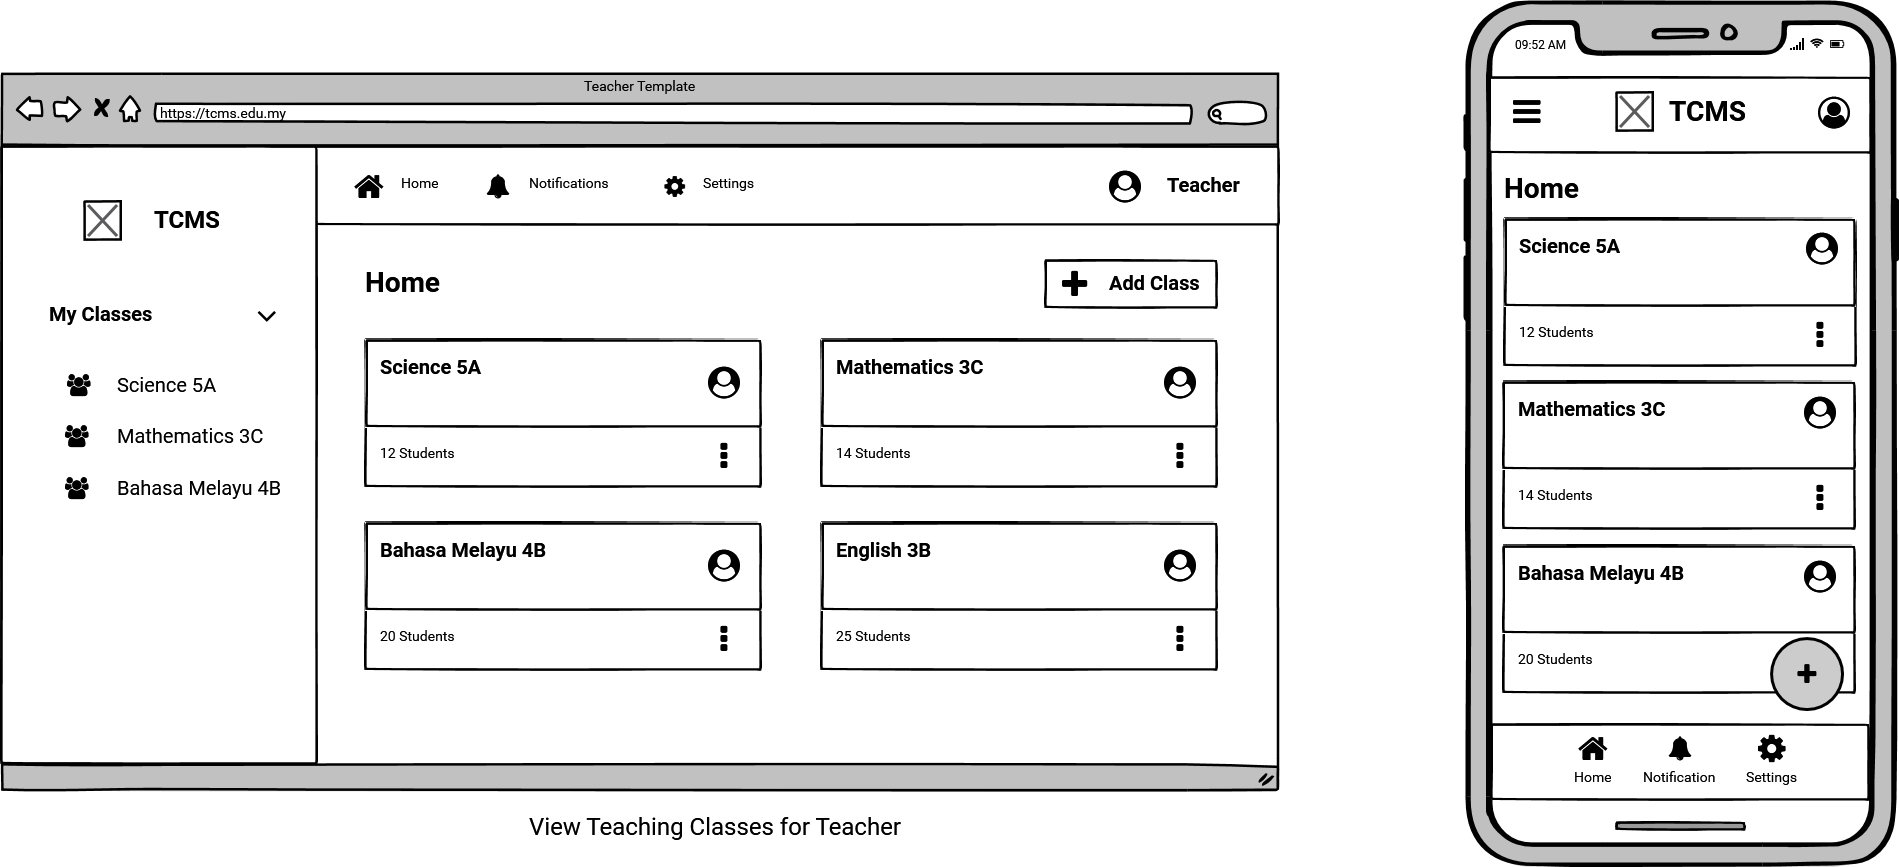 Teacher Template
https://tcms.edu.my
TCMS
My Classes
Science 5A
Mathematics 3C
Bahasa Melayu 4B
Home
Notifications
Settings
Teacher
Home
Add Class
Science 5A
12 Students
Mathematics 3C
14 Students
Bahasa Melayu 4B
20 Students
English 3B
25 Students
View Teaching Classes for Teacher
09:52 AM
TCMS
Home
Science 5A
12 Students
Mathematics 3C
14 Students
Bahasa Melayu 4B
20 Students
Home
Notification
Settings